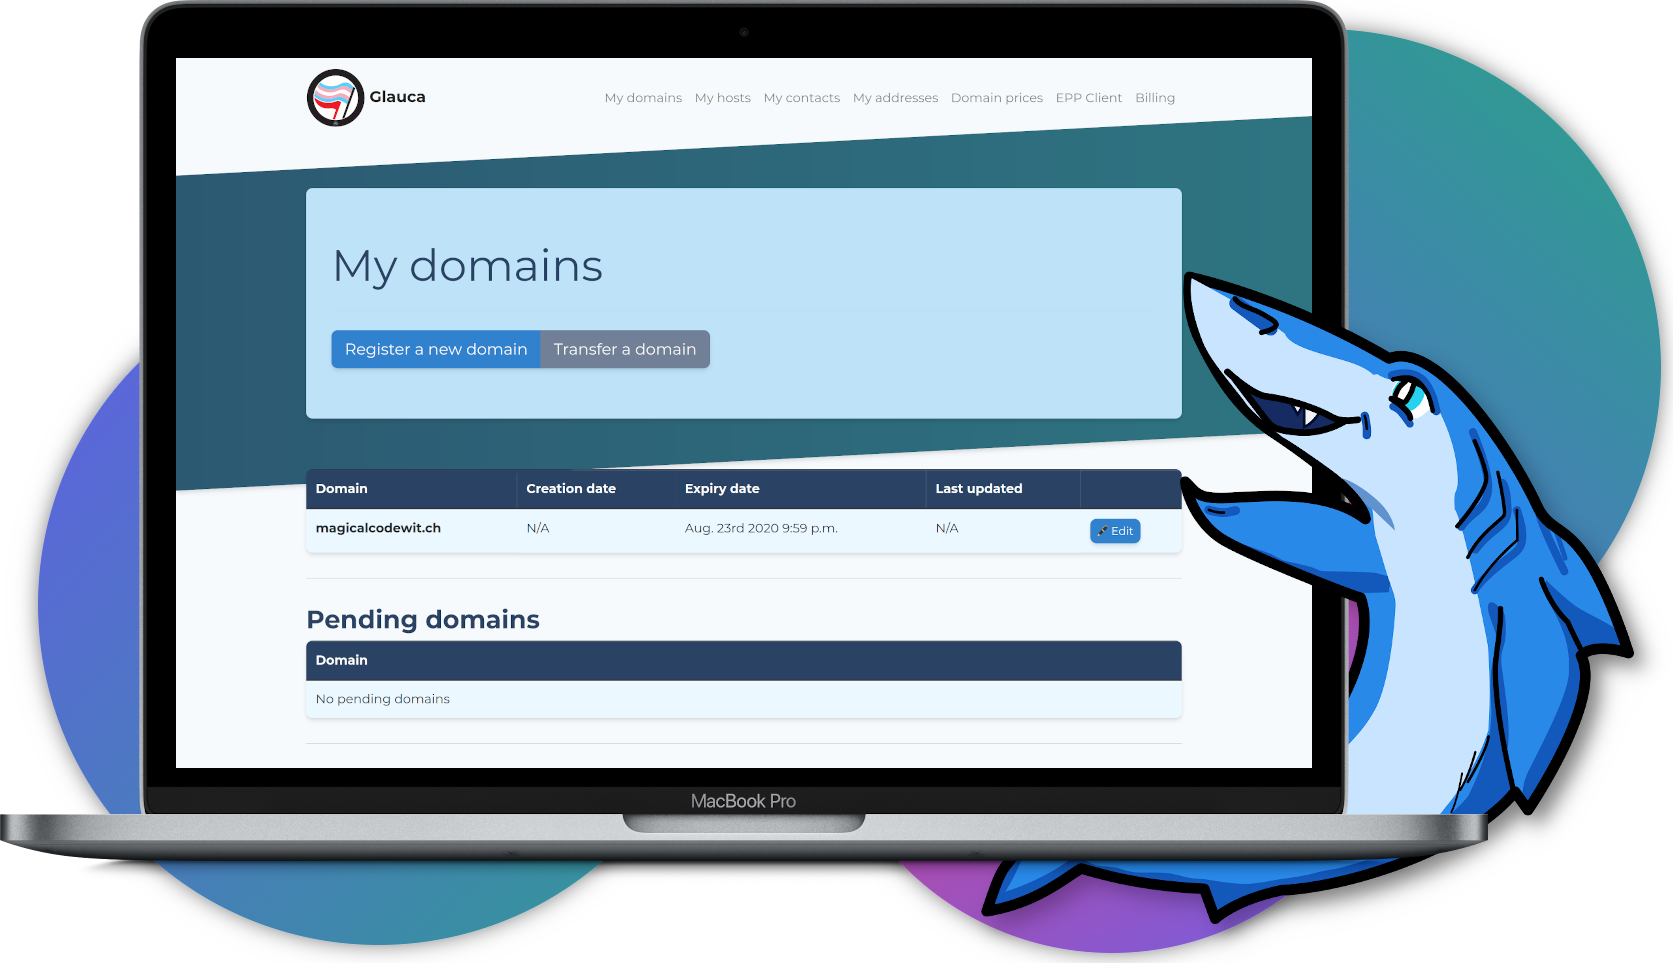 Glauca
My domains My hosts My contacts My addresses Domain prices EPP Client Billing
My domains
Register a new domain Transfer a domain
Domain Creation date Expiry date Last updated
magicalcodewit.ch N/A Aug. 23rd 2020 9:59 p.m. N/A Edit
Pending domains
Domain
No pending domains
MacBook Pro